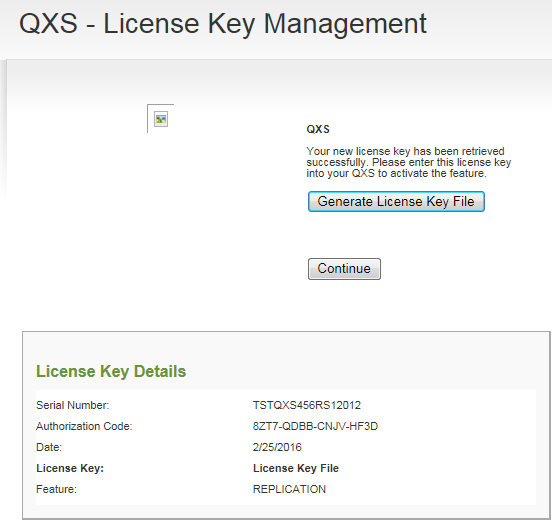 QXS - License Key Management
QXS
Your new license key has been retrieved
successfully. Please enter this license key
into your QXS to activate the feature.
Generate License Key File
Continue
License Key Details
Serial Number: TSTQXS456RS12012
Authorization Code: 8ZT7-QDBB-CNJV-HF3D
Date: 2/25/2016
License Key: License Key File
Feature: REPLICATION